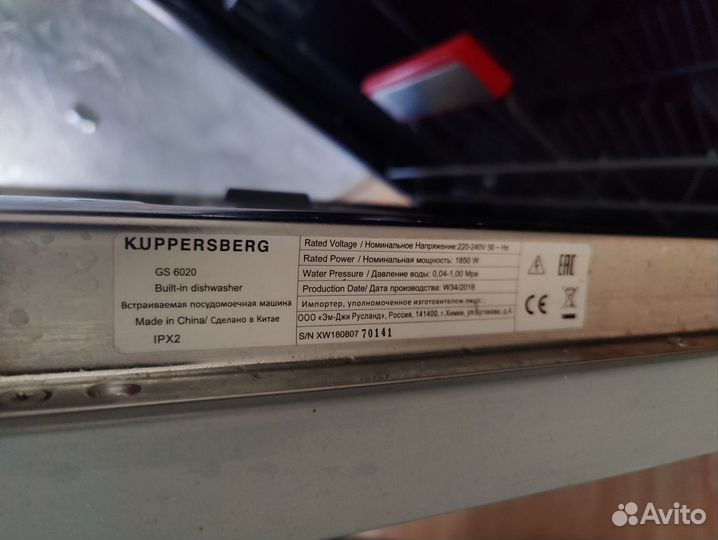 KUPPERSBERG
GS 6020
Built-in dishwasher
Встраиваемая посудомоечная машина
Made in China/ Сделано в Китае
IPX2
Rated Voltage / Номинальное Напряжение:220-240V 50 ~ Hz
Rated Power / Номинальная мощность: 1850 W
Water Pressure / Давление воды: 0,04-1,00 Mpa
Production Date/ Дата производства: W34/2018
Импортер, уполномоченное изготовителем лицо:
ООО «Эм-Джи Русланд», Россия, 141400, г.Химки, ул.Бутаково, д.4
S/N XW180807 70141
EAC
CE
Avito